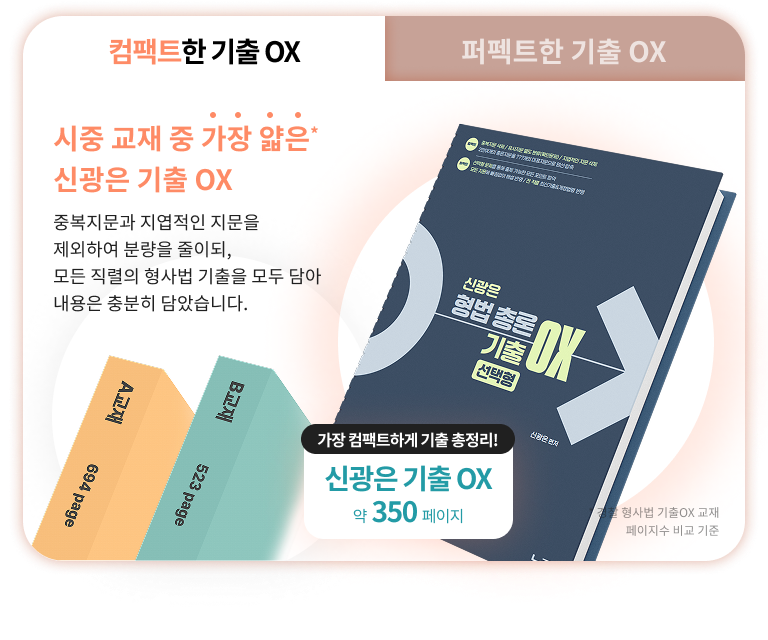 컴팩트한 기출 OX
퍼펙트한 기출 OX
시중 교재 중 가장 얇은*
신광은 기출 OX
중복지문과 지엽적인 지문을
제외하여 분량을 줄이되,
모든 직렬의 형사법 기출을 모두 담아
내용은 충분히 담았습니다.
신광은
형법 총론
기출 OX
선택형
신광은 편저
A교재
694 page
B교재
523 page
가장 컴팩트하게 기출 총정리!
신광은 기출 OX
약 350 페이지
경찰 형사법 기출OX 교재
페이지수 비교 기준